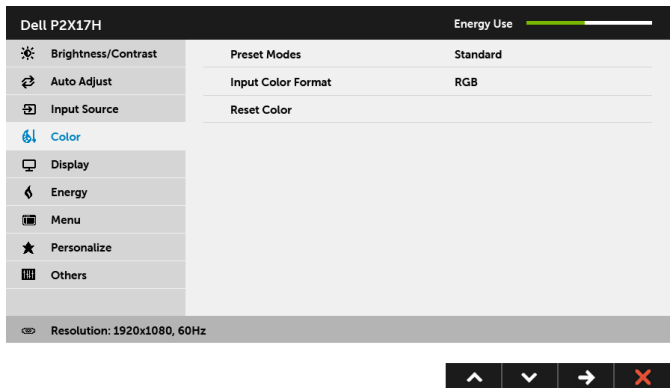 Dell P2X17H Energy Use
Brightness/Contrast Preset Modes Standard
Auto Adjust Input Color Format RGB
Input Source Reset Color
Color
Display
Energy
Menu
Personalize
Others
Resolution: 1920x1080, 60Hz